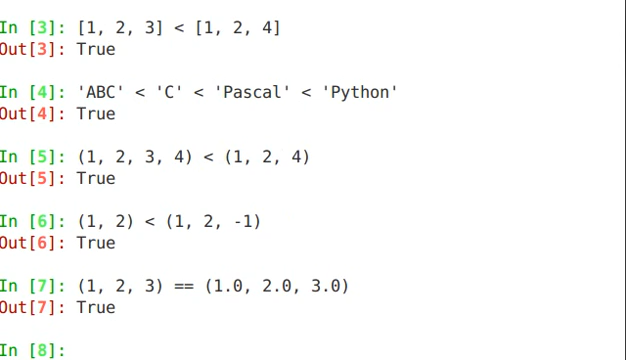 In [3]: [1, 2, 3] < [1, 2, 4]
Out[3]: True
In [4]: 'ABC' < 'C' < 'Pascal' < 'Python'
Out[4]: True
In [5]: (1, 2, 3, 4) < (1, 2, 4)
Out[5]: True
In [6]: (1, 2) < (1, 2, -1)
Out[6]: True
In [7]: (1, 2, 3) == (1.0, 2.0, 3.0)
Out[7]: True
In [8]: